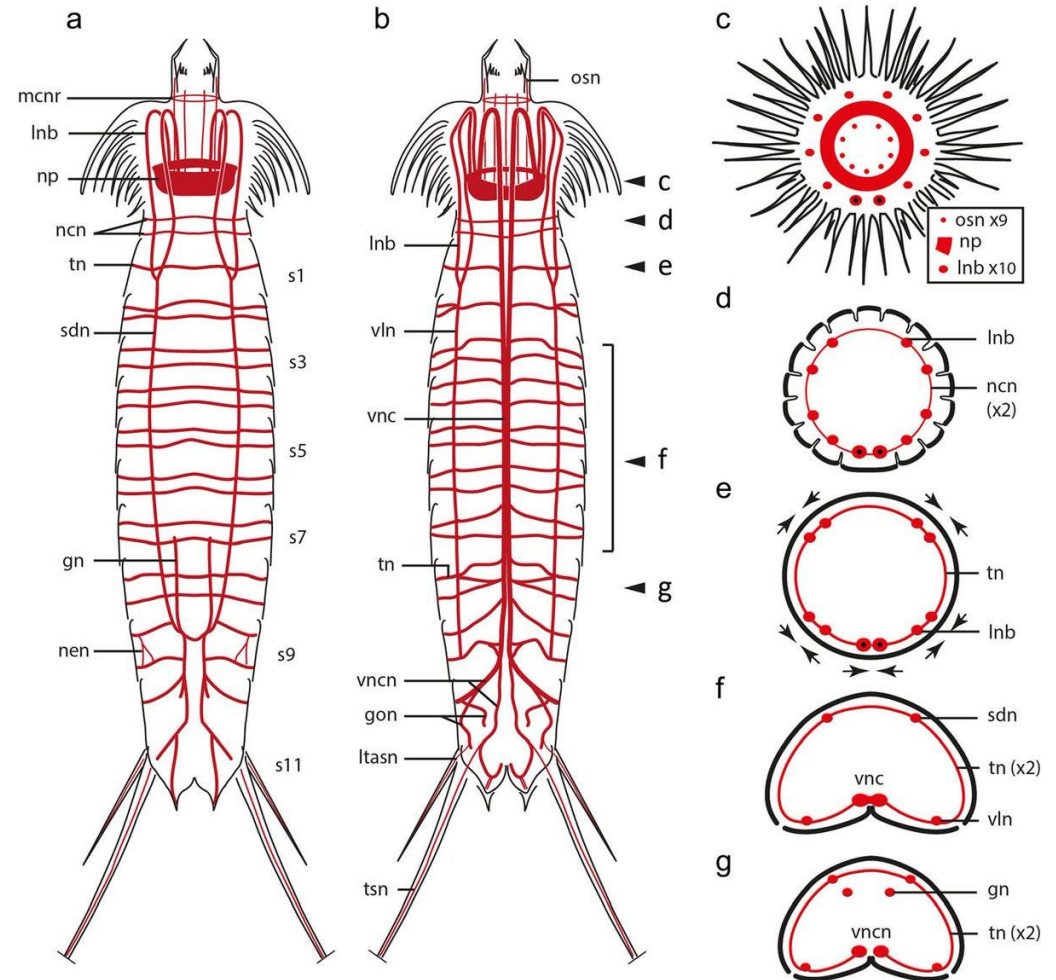 a
mcnr
lnb
np
ncn
tn
sdn
gn
nen
s1
s3
s5
s7
s9
s11
b
osn
lnb
vln
vnc
tn
vncn
gon
ltasn
tsn
c
d
e
f
g
c
osn x9
np
lnb x10
d
lnb
ncn
(x2)
e
tn
lnb
f
sdn
tn (x2)
vnc
vln
g
gn
tn (x2)
vncn